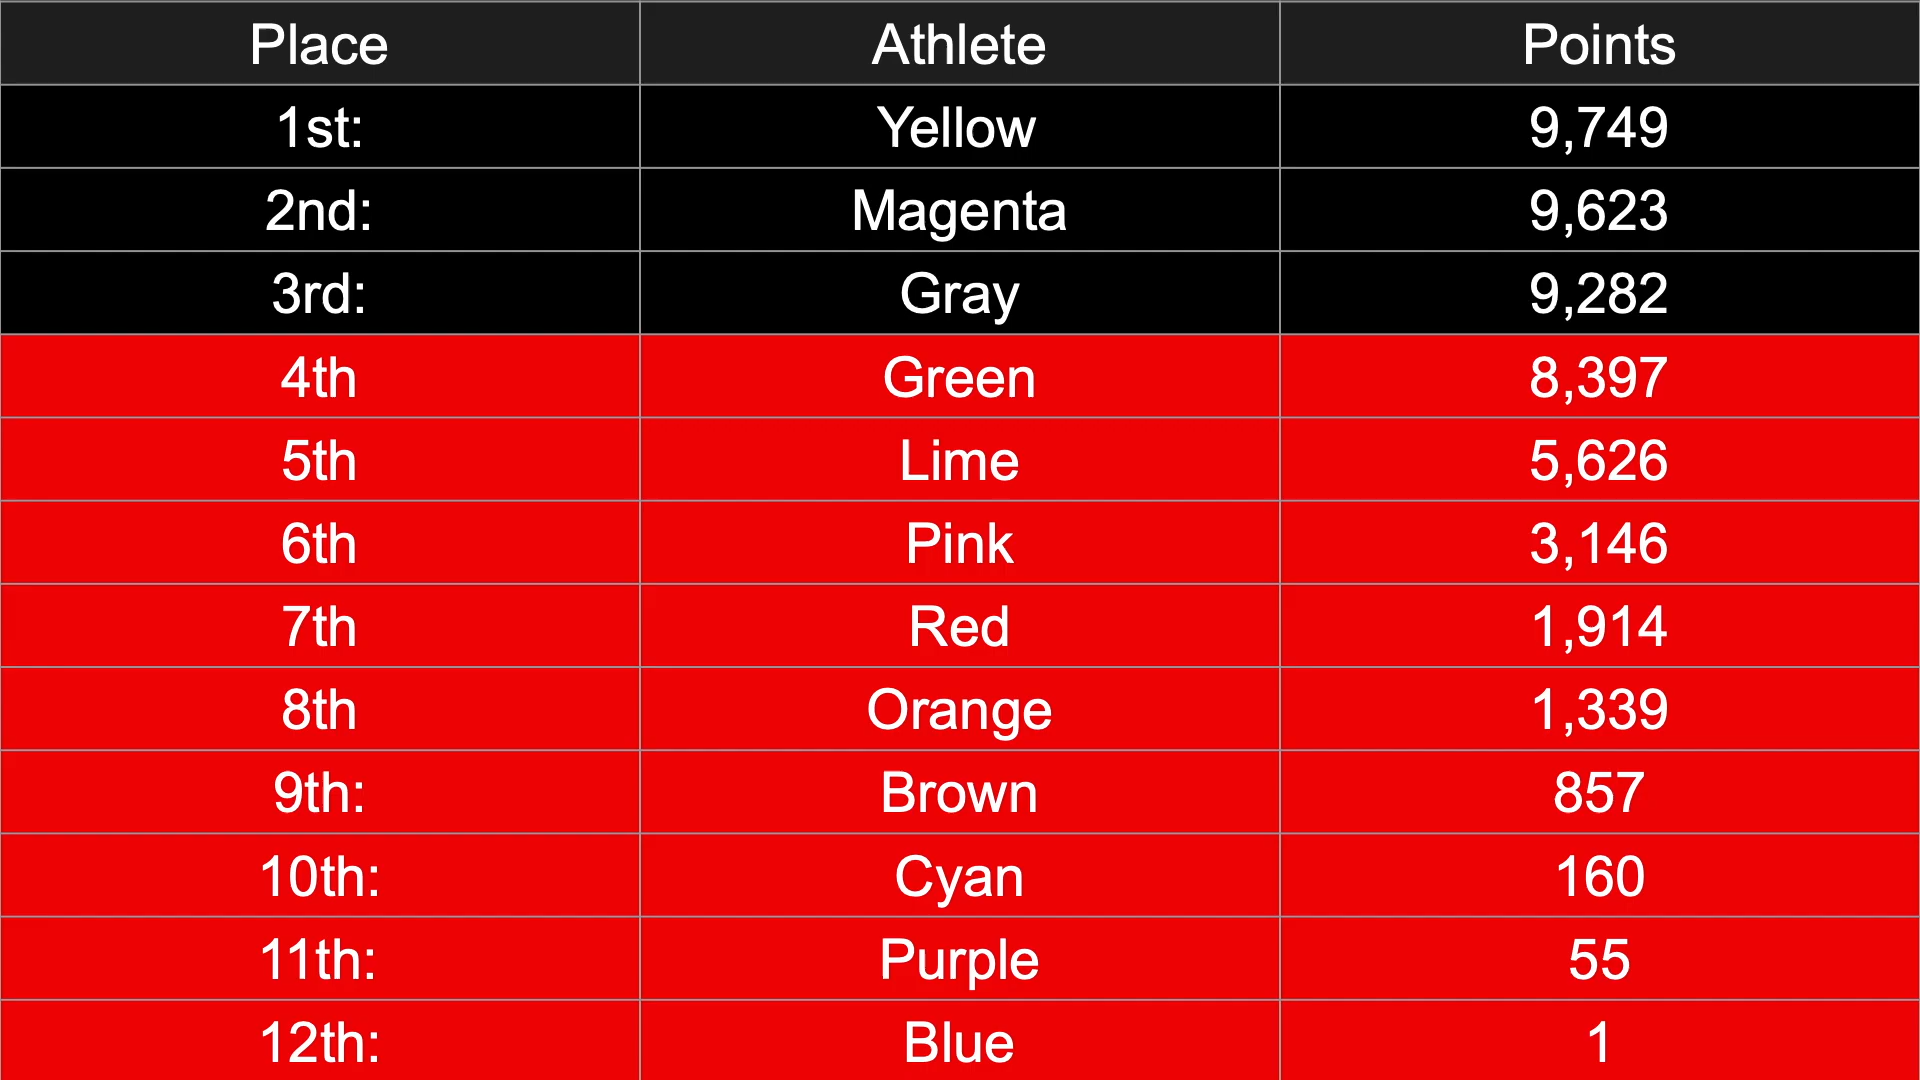 Place Athlete Points
1st: Yellow 9,749
2nd: Magenta 9,623
3rd: Gray 9,282
4th Green 8,397
5th Lime 5,626
6th Pink 3,146
7th Red 1,914
8th Orange 1,339
9th: Brown 857
10th: Cyan 160
11th: Purple 55
12th: Blue 1